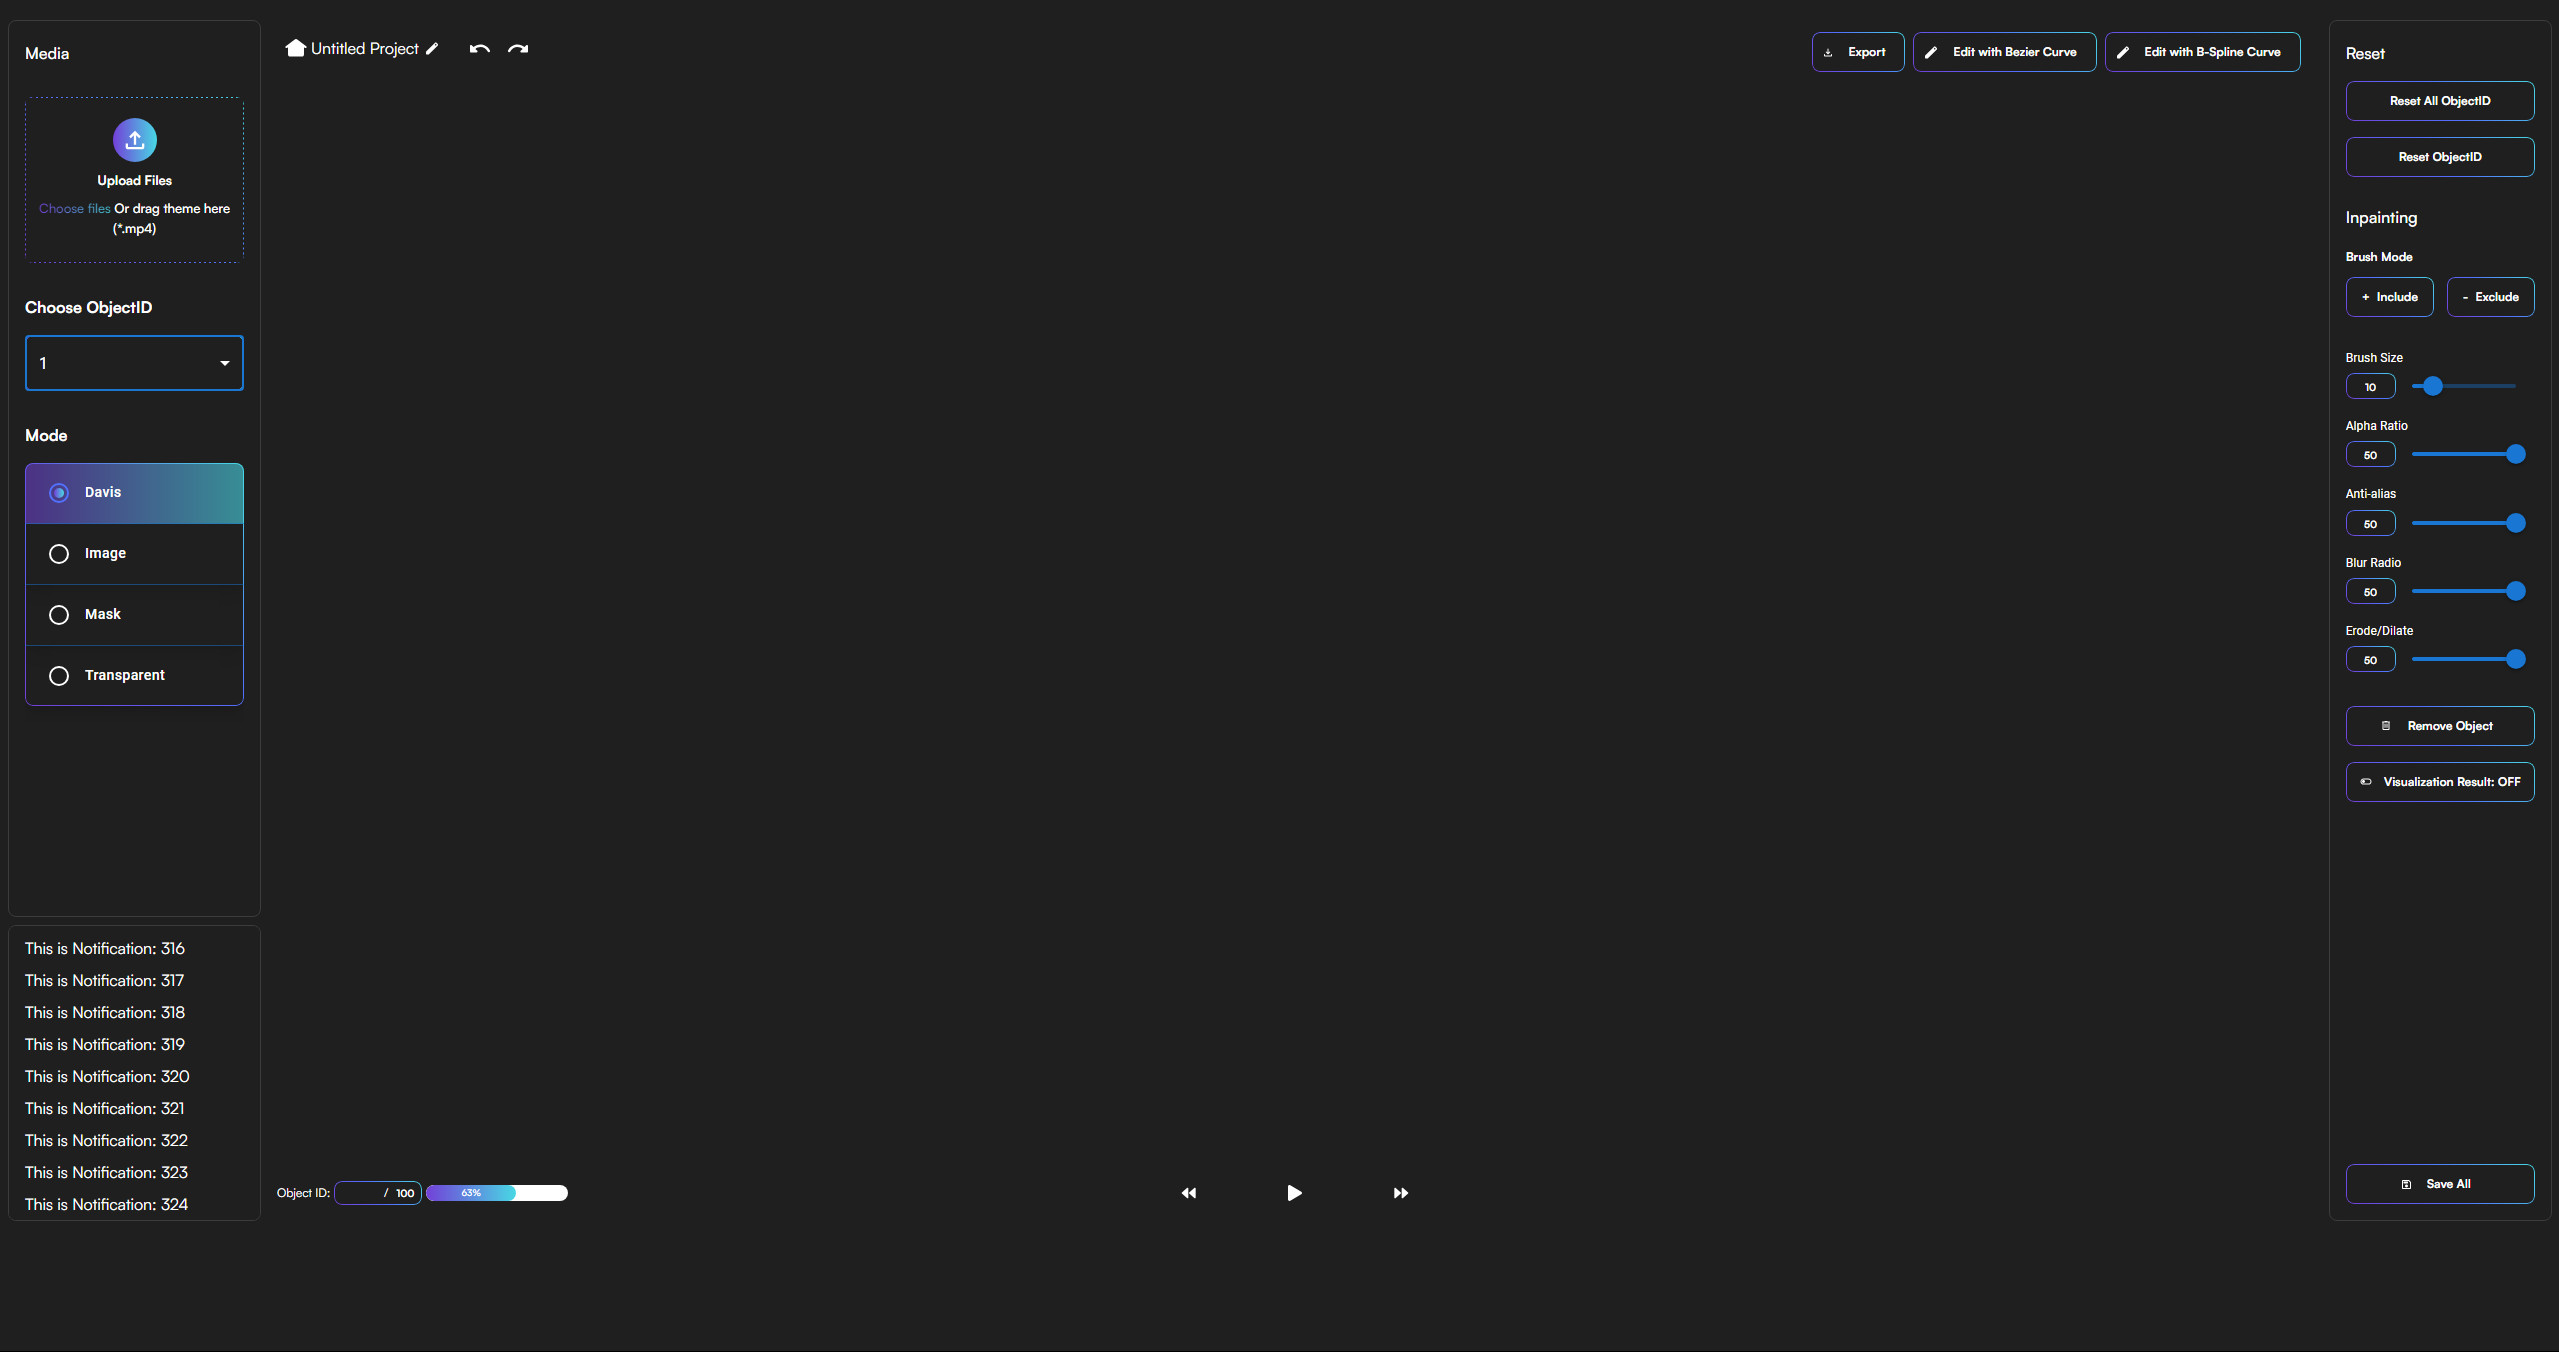 Media
Upload Files
Choose files Or drag theme here
(*.mp4)
Choose ObjectID
1
Mode
Davis
Image
Mask
Transparent
This is Notification: 316
This is Notification: 317
This is Notification: 318
This is Notification: 319
This is Notification: 320
This is Notification: 321
This is Notification: 322
This is Notification: 323
This is Notification: 324
Untitled Project
Export
Edit with Bezier Curve
Edit with B-Spline Curve
Object ID: / 100 63%
Reset
Reset All ObjectID
Reset ObjectID
Inpainting
Brush Mode
+ Include
- Exclude
Brush Size
10
Alpha Ratio
50
Anti-alias
50
Blur Radio
50
Erode/Dilate
50
Remove Object
Visualization Result: OFF
Save All